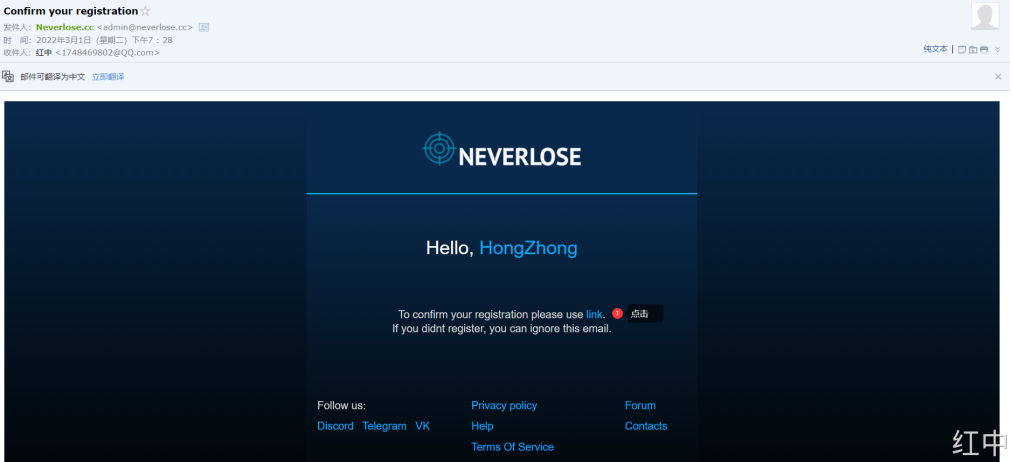 Confirm your registration
发件人：Neverlose.cc <admin@neverlose.cc>
时 间：2022年3月1日 (星期二) 下午7：28
收件人：红中 <1748469802@QQ.com>
纯文本 |
邮件可翻译为中文 立即翻译
NEVERLOSE
Hello, HongZhong
To confirm your registration please use link. 1 点击
If you didnt register, you can ignore this email.
Follow us: Privacy policy Forum
Discord Telegram VK Help Contacts
Terms Of Service
红中